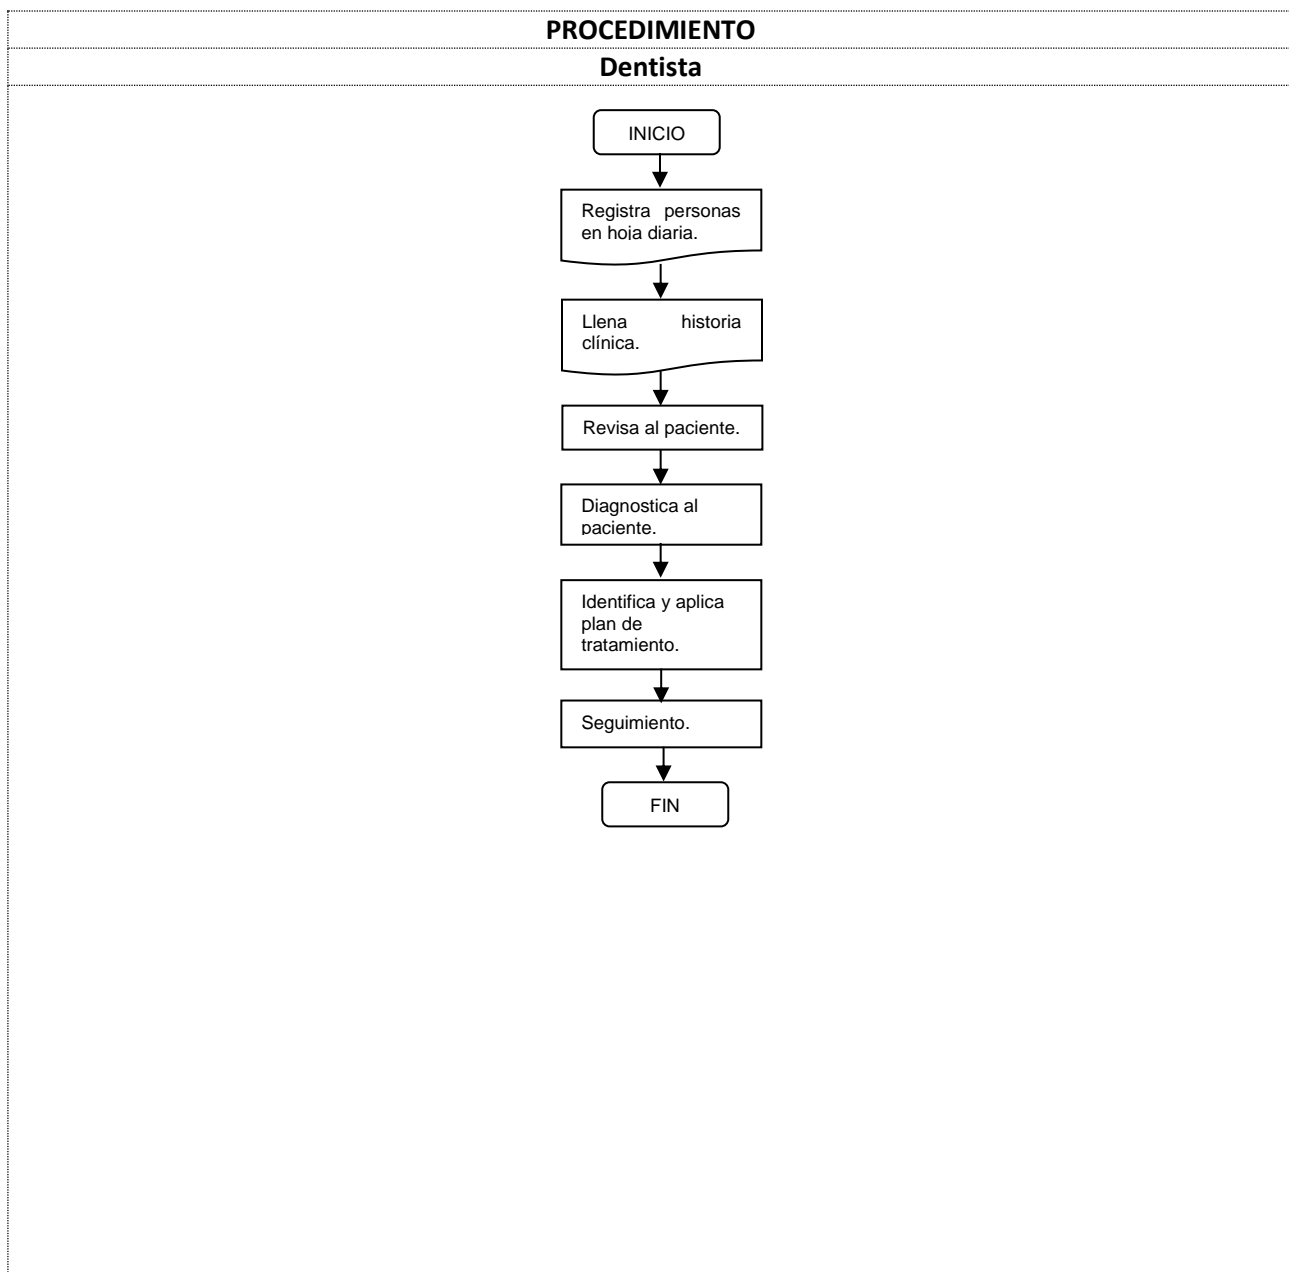 PROCEDIMIENTO
Dentista
INICIO
Registra personas
en hoja diaria.
Llena historia
clínica.
Revisa al paciente.
Diagnostica al
paciente.
Identifica y aplica
plan de
tratamiento.
Seguimiento.
FIN